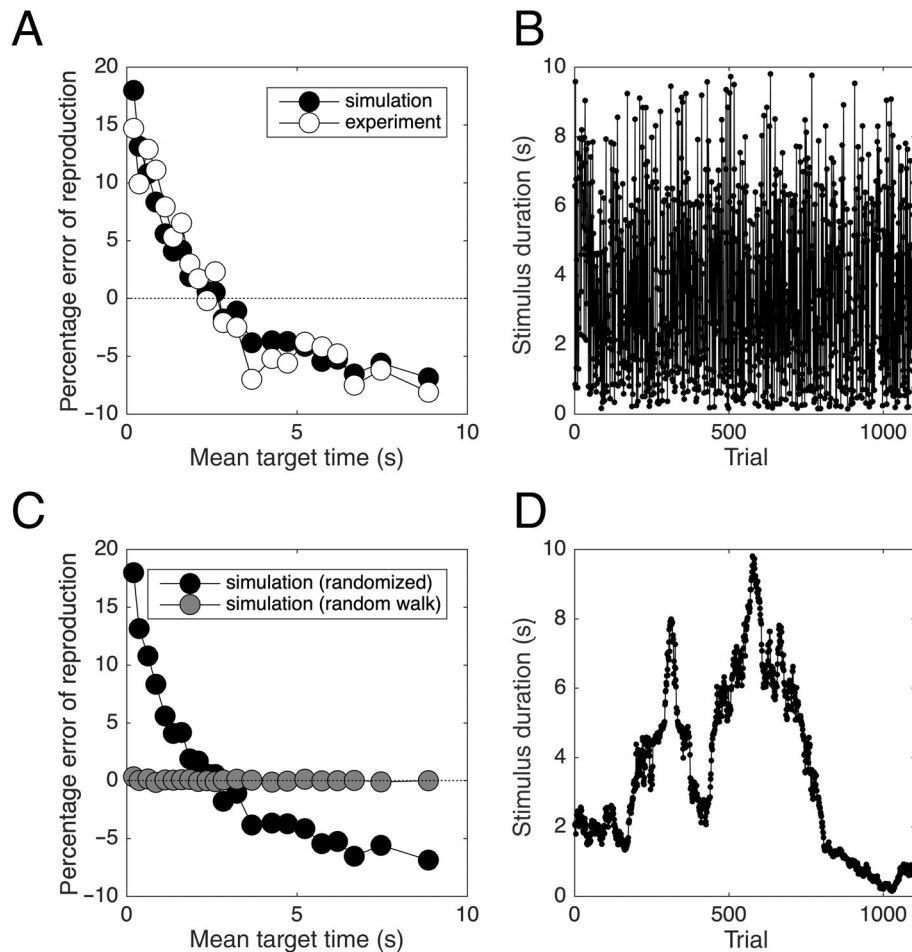 A
20
15
10
5
0
−5
−10
0
5
10
Percentage error of reproduction
Mean target time (s)
simulation
experiment
B
10
8
6
4
2
0
0
500
1000
Stimulus duration (s)
Trial
C
20
15
10
5
0
−5
−10
0
5
10
Percentage error of reproduction
Mean target time (s)
simulation (randomized)
simulation (random walk)
D
10
8
6
4
2
0
0
500
1000
Stimulus duration (s)
Trial